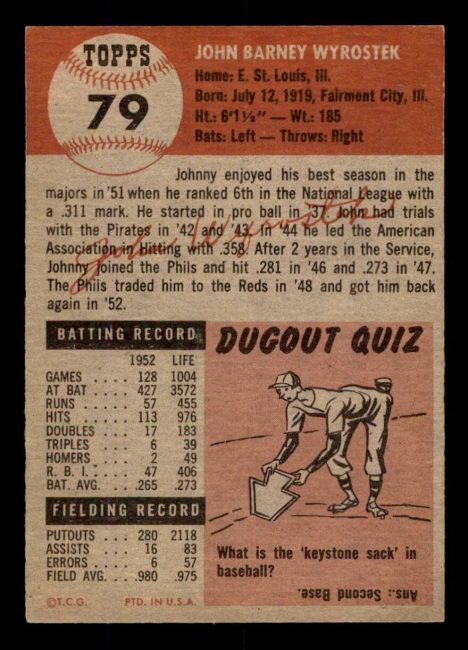 TOPPS
79
JOHN BARNEY WYROSTEK
Home: E. St. Louis, Ill.
Born: July 12, 1919, Fairmont City, Ill.
Ht.: 6'1½" — Wt.: 185
Bats: Left — Throws: Right
Johnny enjoyed his best season in the
majors in '51 when he ranked 6th in the National League with
a .311 mark. He started in pro ball in '37. John had trials
with the Pirates in '42 and '43. In '44 he led the American
Association in Hitting with .358. After 2 years in the Service,
Johnny joined the Phils and hit .281 in '46 and .273 in '47.
The Phils traded him to the Reds in '48 and got him back
again in '52.
John Wyrostek
BATTING RECORD
1952 LIFE
GAMES .... 128 1004
AT BAT .... 427 3572
RUNS ..... 57 455
HITS ...... 113 976
DOUBLES ... 17 183
TRIPLES .... 6 39
HOMERS ... 2 49
R. B. I. ..... 47 406
BAT. AVG. ... .265 .273
FIELDING RECORD
PUTOUTS ... 280 2118
ASSISTS .... 16 83
ERRORS .... 6 57
FIELD AVG. .. .980 .975
DUGOUT QUIZ
What is the 'keystone sack' in
baseball?
Ans.: Second Base.
©T.C.G. PTD. IN U.S.A.